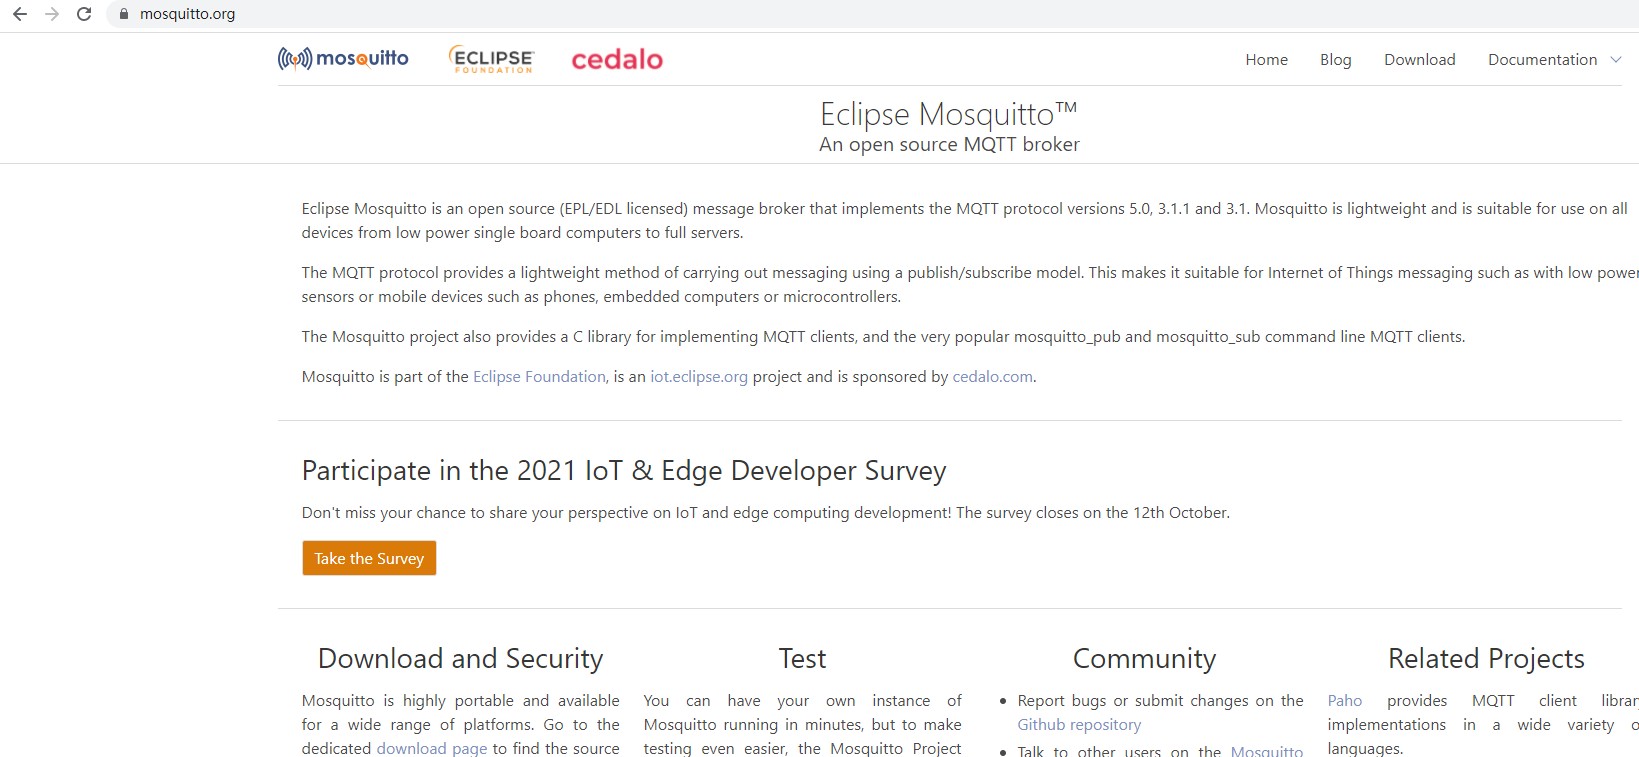 mosquitto.org
mosquitto ECLIPSE FOUNDATION cedalo Home Blog Download Documentation
Eclipse Mosquitto™
An open source MQTT broker
Eclipse Mosquitto is an open source (EPL/EDL licensed) message broker that implements the MQTT protocol versions 5.0, 3.1.1 and 3.1. Mosquitto is lightweight and is suitable for use on all
devices from low power single board computers to full servers.
The MQTT protocol provides a lightweight method of carrying out messaging using a publish/subscribe model. This makes it suitable for Internet of Things messaging such as with low power
sensors or mobile devices such as phones, embedded computers or microcontrollers.
The Mosquitto project also provides a C library for implementing MQTT clients, and the very popular mosquitto_pub and mosquitto_sub command line MQTT clients.
Mosquitto is part of the Eclipse Foundation, is an iot.eclipse.org project and is sponsored by cedalo.com.
Participate in the 2021 IoT & Edge Developer Survey
Don't miss your chance to share your perspective on IoT and edge computing development! The survey closes on the 12th October.
Take the Survey
Download and Security
Mosquitto is highly portable and available
for a wide range of platforms. Go to the
dedicated download page to find the source
Test
You can have your own instance of
Mosquitto running in minutes, but to make
testing even easier, the Mosquitto Project
Community
• Report bugs or submit changes on the
Github repository
• Talk to other users on the Mosquitto
Related Projects
Paho provides MQTT client library
implementations in a wide variety
languages.